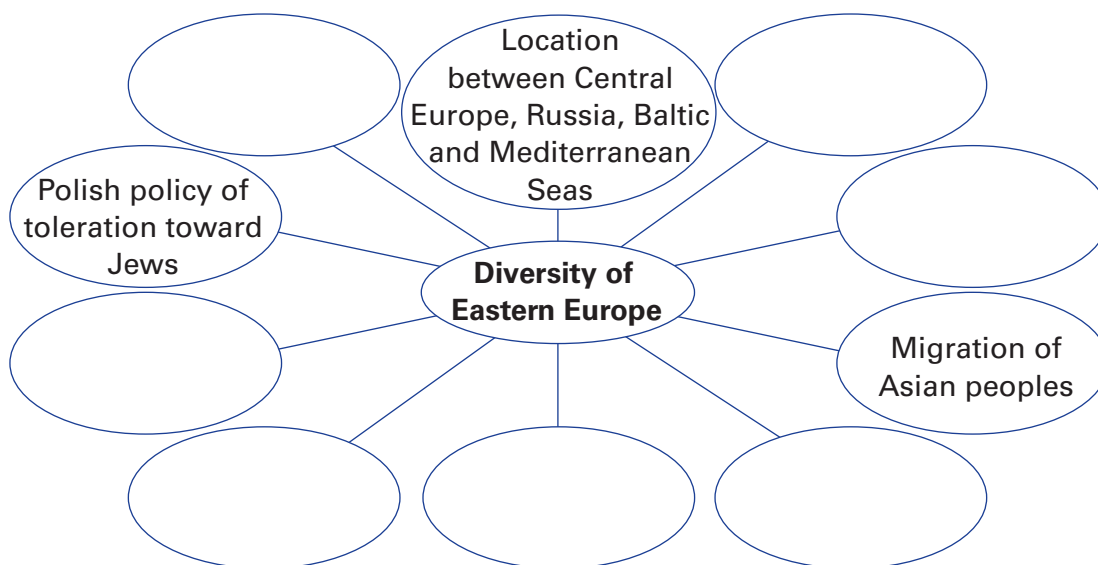 Location
between Central
Europe, Russia, Baltic
and Mediterranean
Seas
Polish policy of
toleration toward
Jews
Diversity of
Eastern Europe
Migration of
Asian peoples